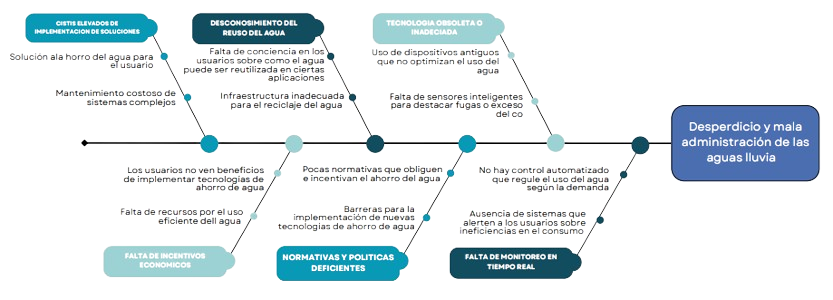 CISTIS ELEVADOS DE
IMPLEMENTACION DE SOLUCIONES
Solución ala horro del agua para
el usuario
Mantenimiento costoso de
sistemas complejos
DESCONOSIMIENTO DEL
REUSO DEL AGUA
Falta de conciencia en los
usuarios sobre como el agua
puede ser reutilizada en ciertas
aplicaciones
Infraestructura inadecuada
para el reciclaje del agua
TECNOLOGIA OBSOLETA O
INADECIADA
Uso de dispositivos antiguos
que no optimizan el uso del
agua
Falta de sensores inteligentes
para destacar fugas o exceso
del co
Desperdicio y mala
administración de las
aguas lluvia
Los usuarios no ven beneficios
de implementar tecnologías de
ahorro de agua
Falta de recursos por el uso
eficiente dell agua
FALTA DE INCENTIVOS
ECONOMICOS
Pocas normativas que obliguen
e incentivan el ahorro del agua
Barreras para la
implementación de nuevas
tecnologías de ahorro de agua
NORMATIVAS Y POLITICAS
DEFICIENTES
No hay control automatizado
que regule el uso del agua
según la demanda
Ausencia de sistemas que
alerten a los usuarios sobre
ineficiencias en el consumo
FALTA DE MONITOREO EN
TIEMPO REAL